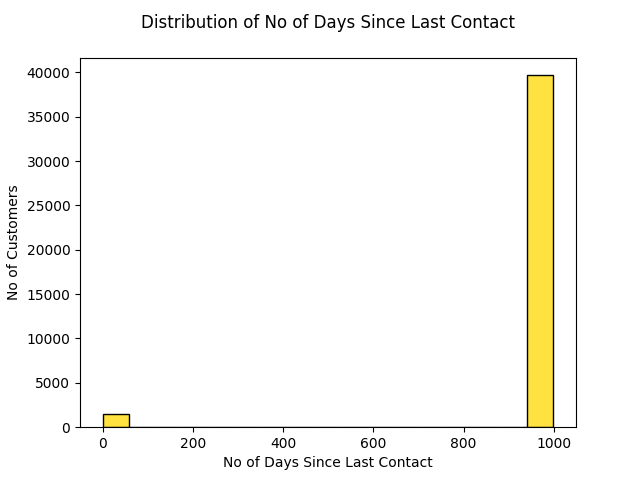 Distribution of No of Days Since Last Contact
40000
35000
30000
25000
20000
15000
10000
5000
0
No of Customers
0 200 400 600 800 1000
No of Days Since Last Contact